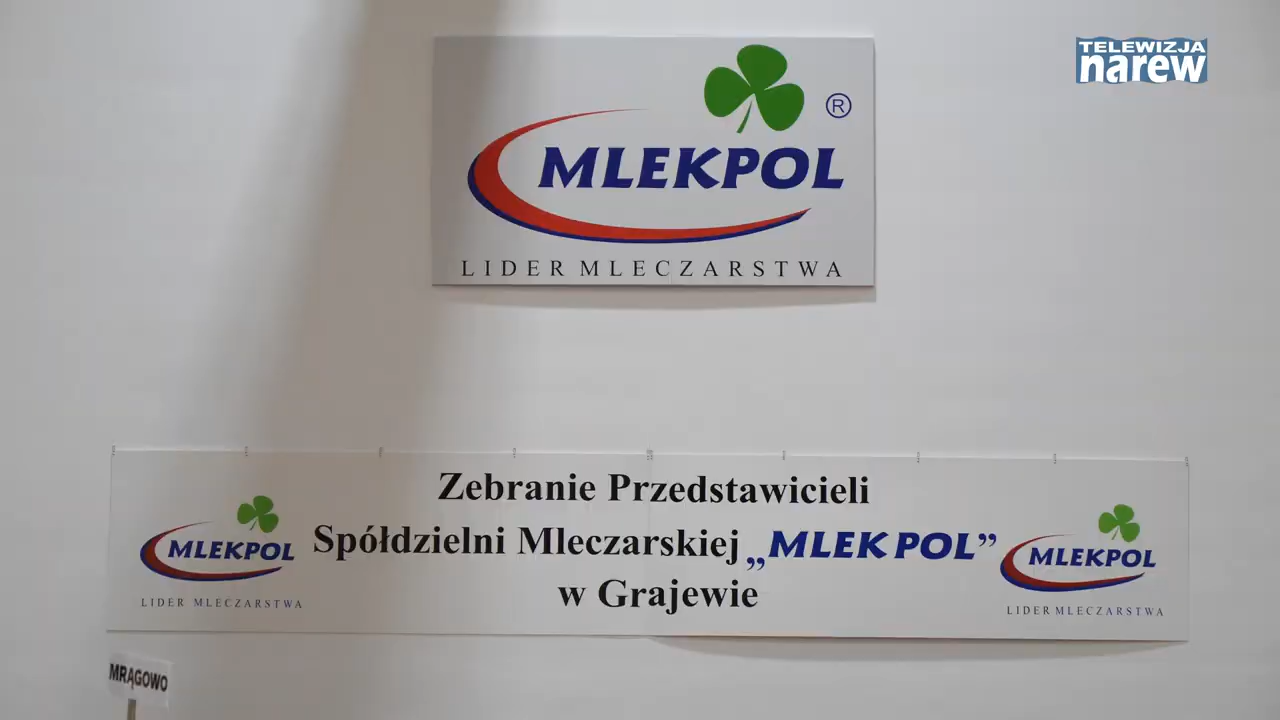 TELEWIZJA
narew
MLEKPOL ®
LIDER MLECZARSTWA
Zebranie Przedstawicieli
Spółdzielni Mleczarskiej „MLEKPOL”
w Grajewie
MLEKPOL
LIDER MLECZARSTWA
MLEKPOL
LIDER MLECZARSTWA
MRĄGOWO